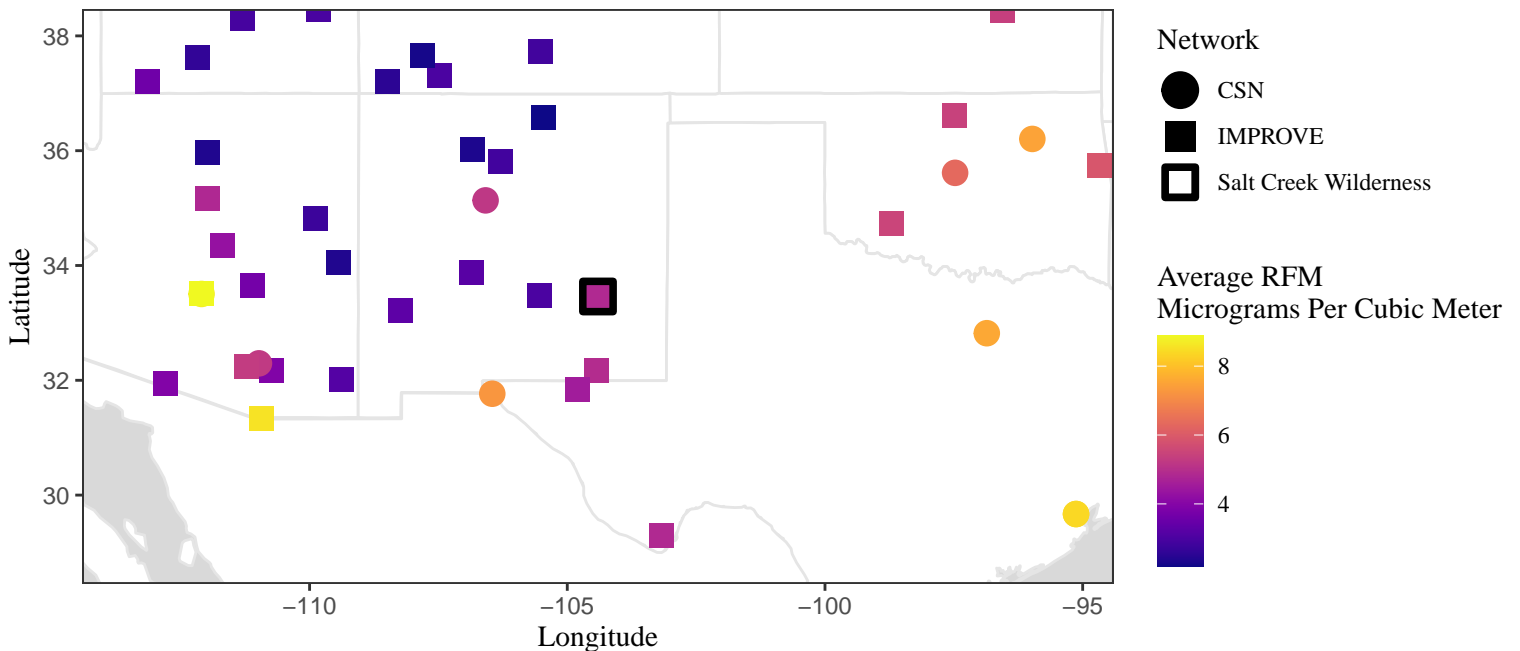 38
36
34
32
30
Latitude
−110
−105
−100
−95
Longitude
Network
CSN
IMPROVE
Salt Creek Wilderness
Average RFM
Micrograms Per Cubic Meter
8
6
4